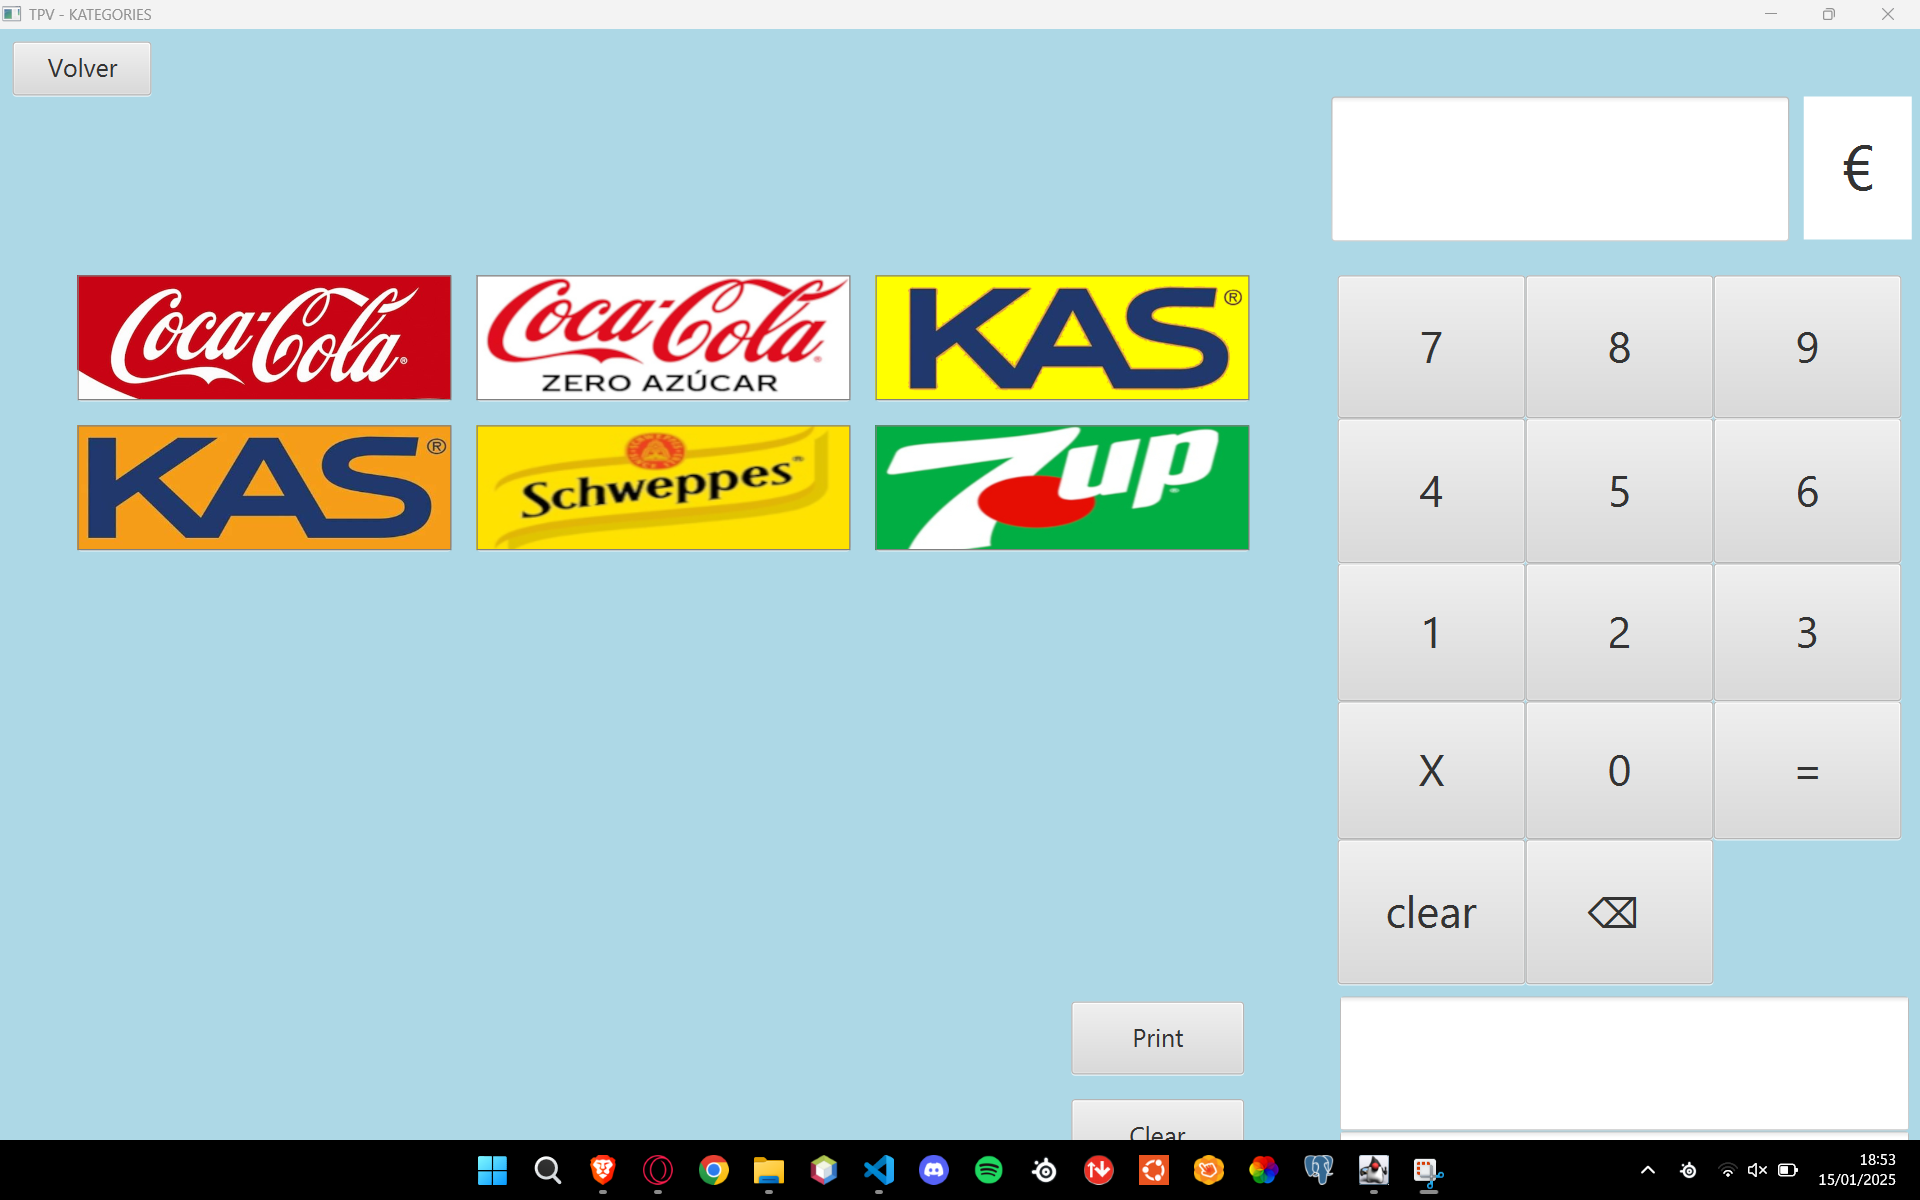 TPV - KATEGORIES
Volver
€
Coca-Cola®
Coca-Cola®
ZERO AZÚCAR
KAS®
KAS®
Schweppes
7up
7 8 9
4 5 6
1 2 3
X 0 =
clear ⌫
Print
Clear
18:53
15/01/2025